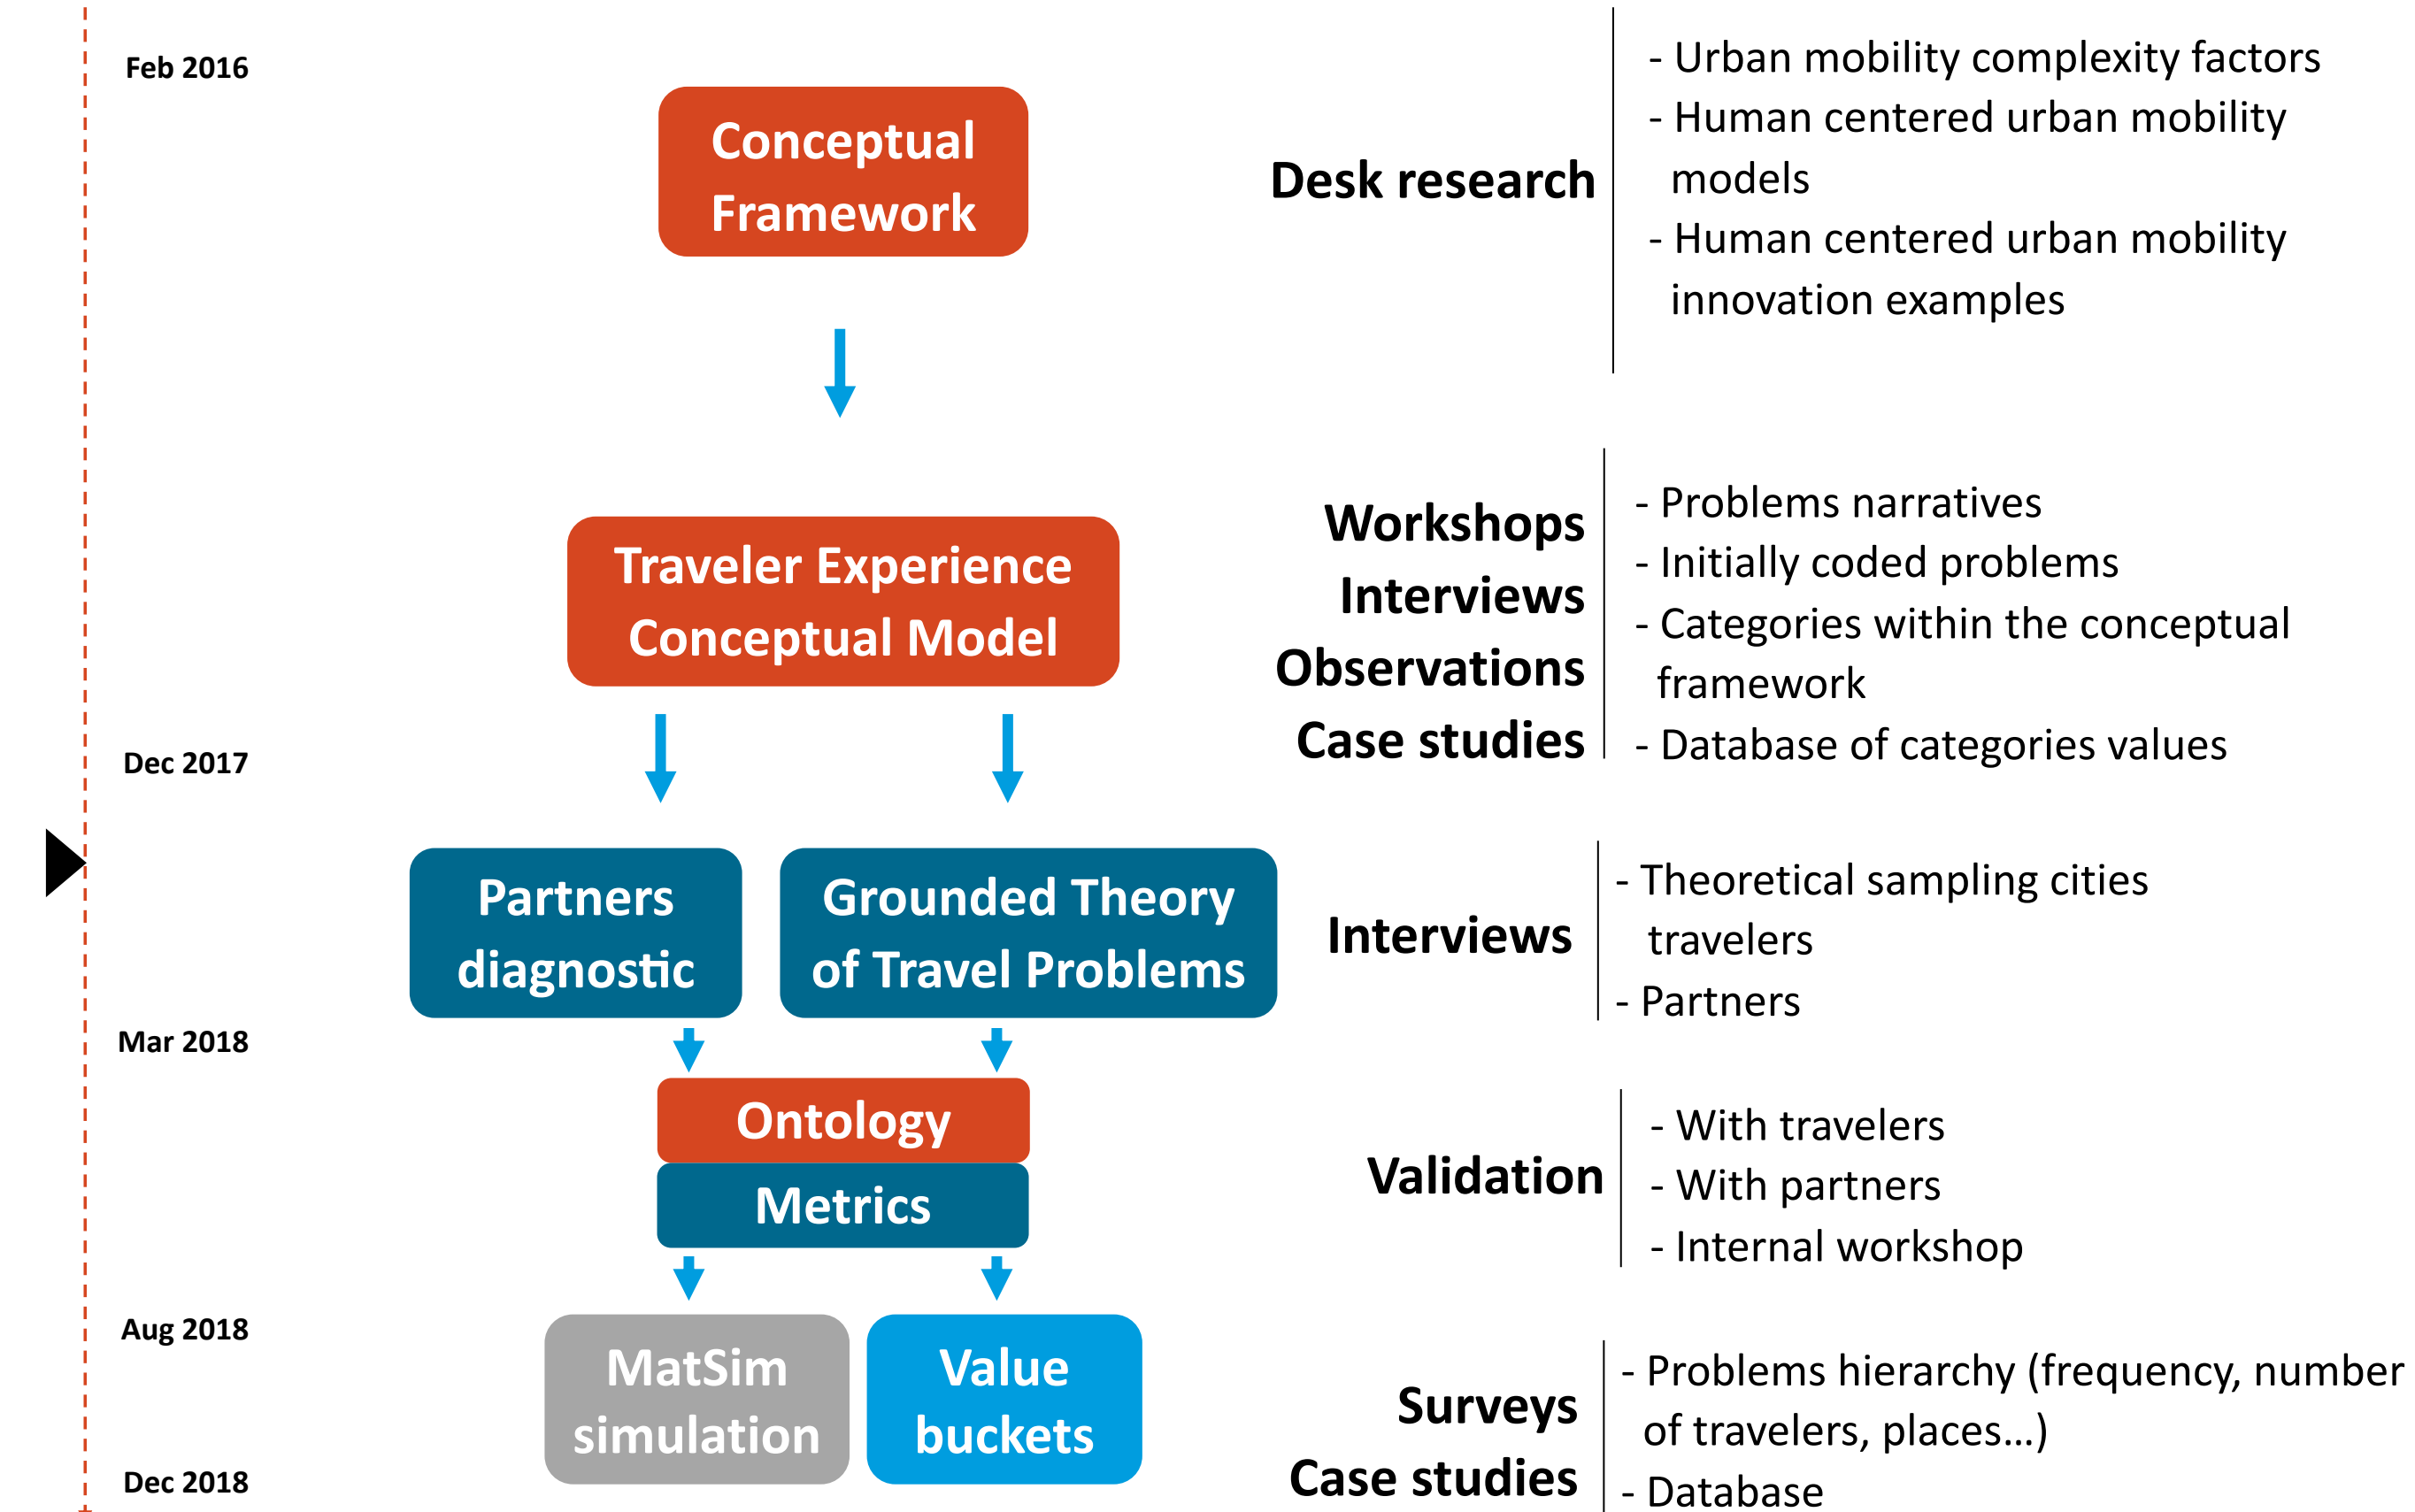 Feb 2016
Conceptual
Framework
Desk research
- Urban mobility complexity factors
- Human centered urban mobility
models
- Human centered urban mobility
innovation examples
Traveler Experience
Conceptual Model
Workshops
Interviews
Observations
Case studies
- Problems narratives
- Initially coded problems
- Categories within the conceptual
framework
- Database of categories values
Dec 2017
Partners
diagnostic
Grounded Theory
of Travel Problems
Interviews
- Theoretical sampling cities
travelers
- Partners
Mar 2018
Ontology
Metrics
Validation
- With travelers
- With partners
- Internal workshop
Aug 2018
MatSim
simulation
Value
buckets
Surveys
Case studies
- Problems hierarchy (frequency, number
of travelers, places...)
- Database
Dec 2018